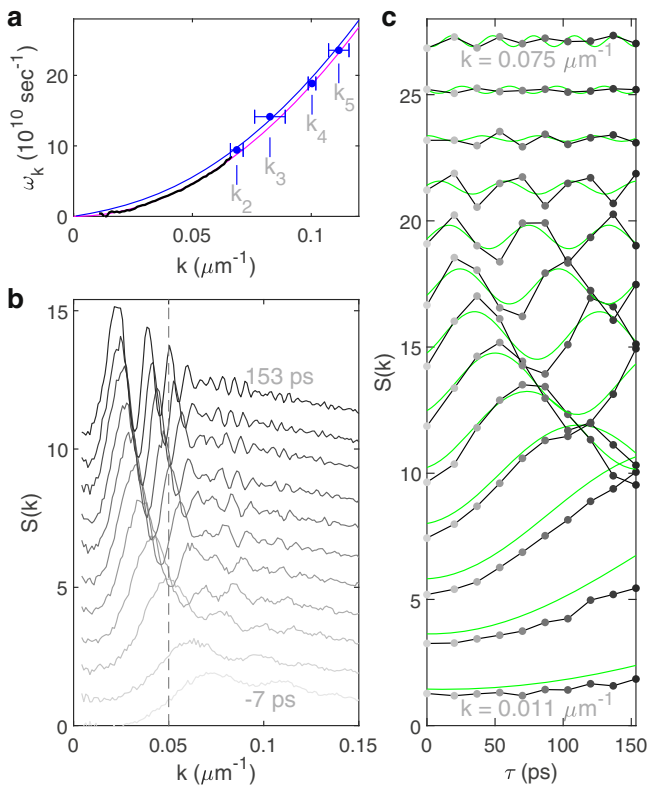 a
ω_k (10^10 sec^-1)
20
10
0
k_2
k_3
k_4
k_5
0
0.05
0.1
k (μm^-1)
b
S(k)
15
10
5
0
153 ps
-7 ps
0
0.05
0.1
0.15
k (μm^-1)
c
S(k)
25
20
15
10
5
0
k = 0.075 μm^-1
k = 0.011 μm^-1
0
50
100
150
τ (ps)